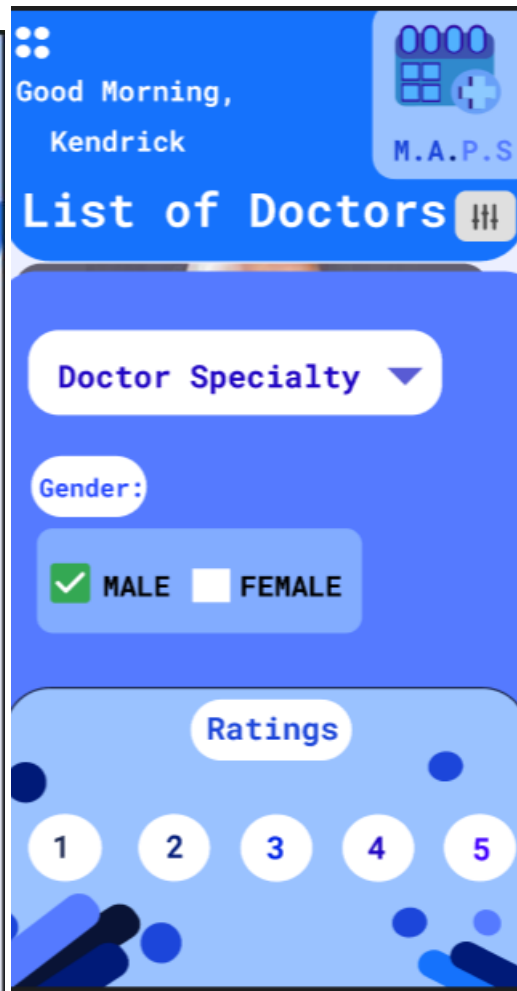 Good Morning,
Kendrick
M.A.P.S
List of Doctors
Doctor Specialty
Gender:
MALE FEMALE
Ratings
1 2 3 4 5